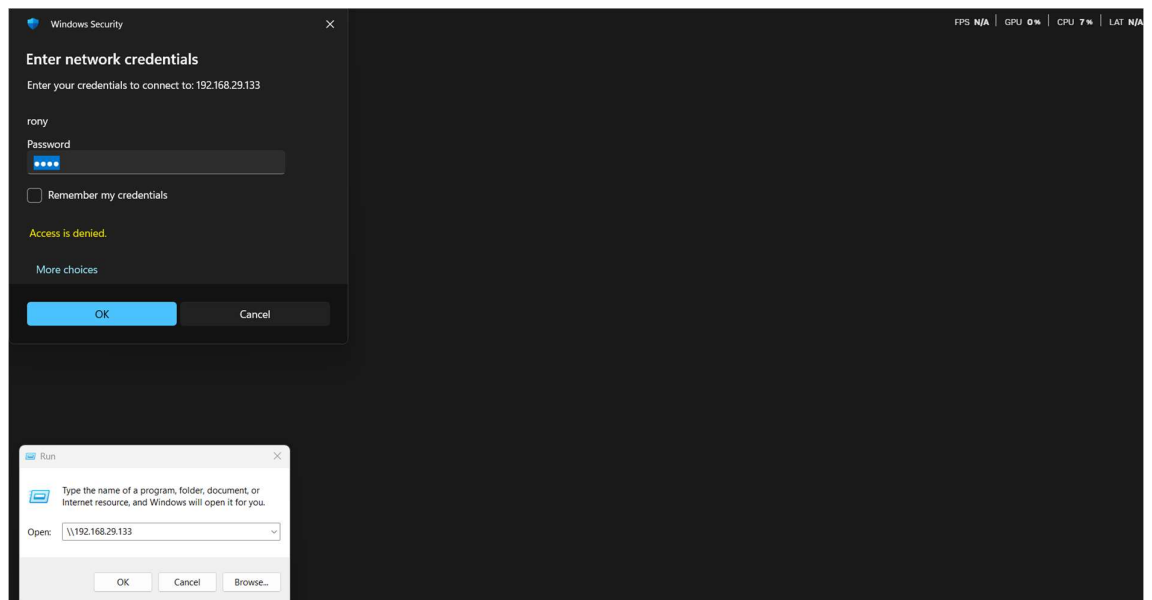 Windows Security
FPS N/A | GPU 0% | CPU 7% | LAT N/A
Enter network credentials
Enter your credentials to connect to: 192.168.29.133
rony
Password
••••
Remember my credentials
Access is denied.
More choices
OK Cancel
Run
Type the name of a program, folder, document, or
Internet resource, and Windows will open it for you.
Open: \\192.168.29.133
OK Cancel Browse...